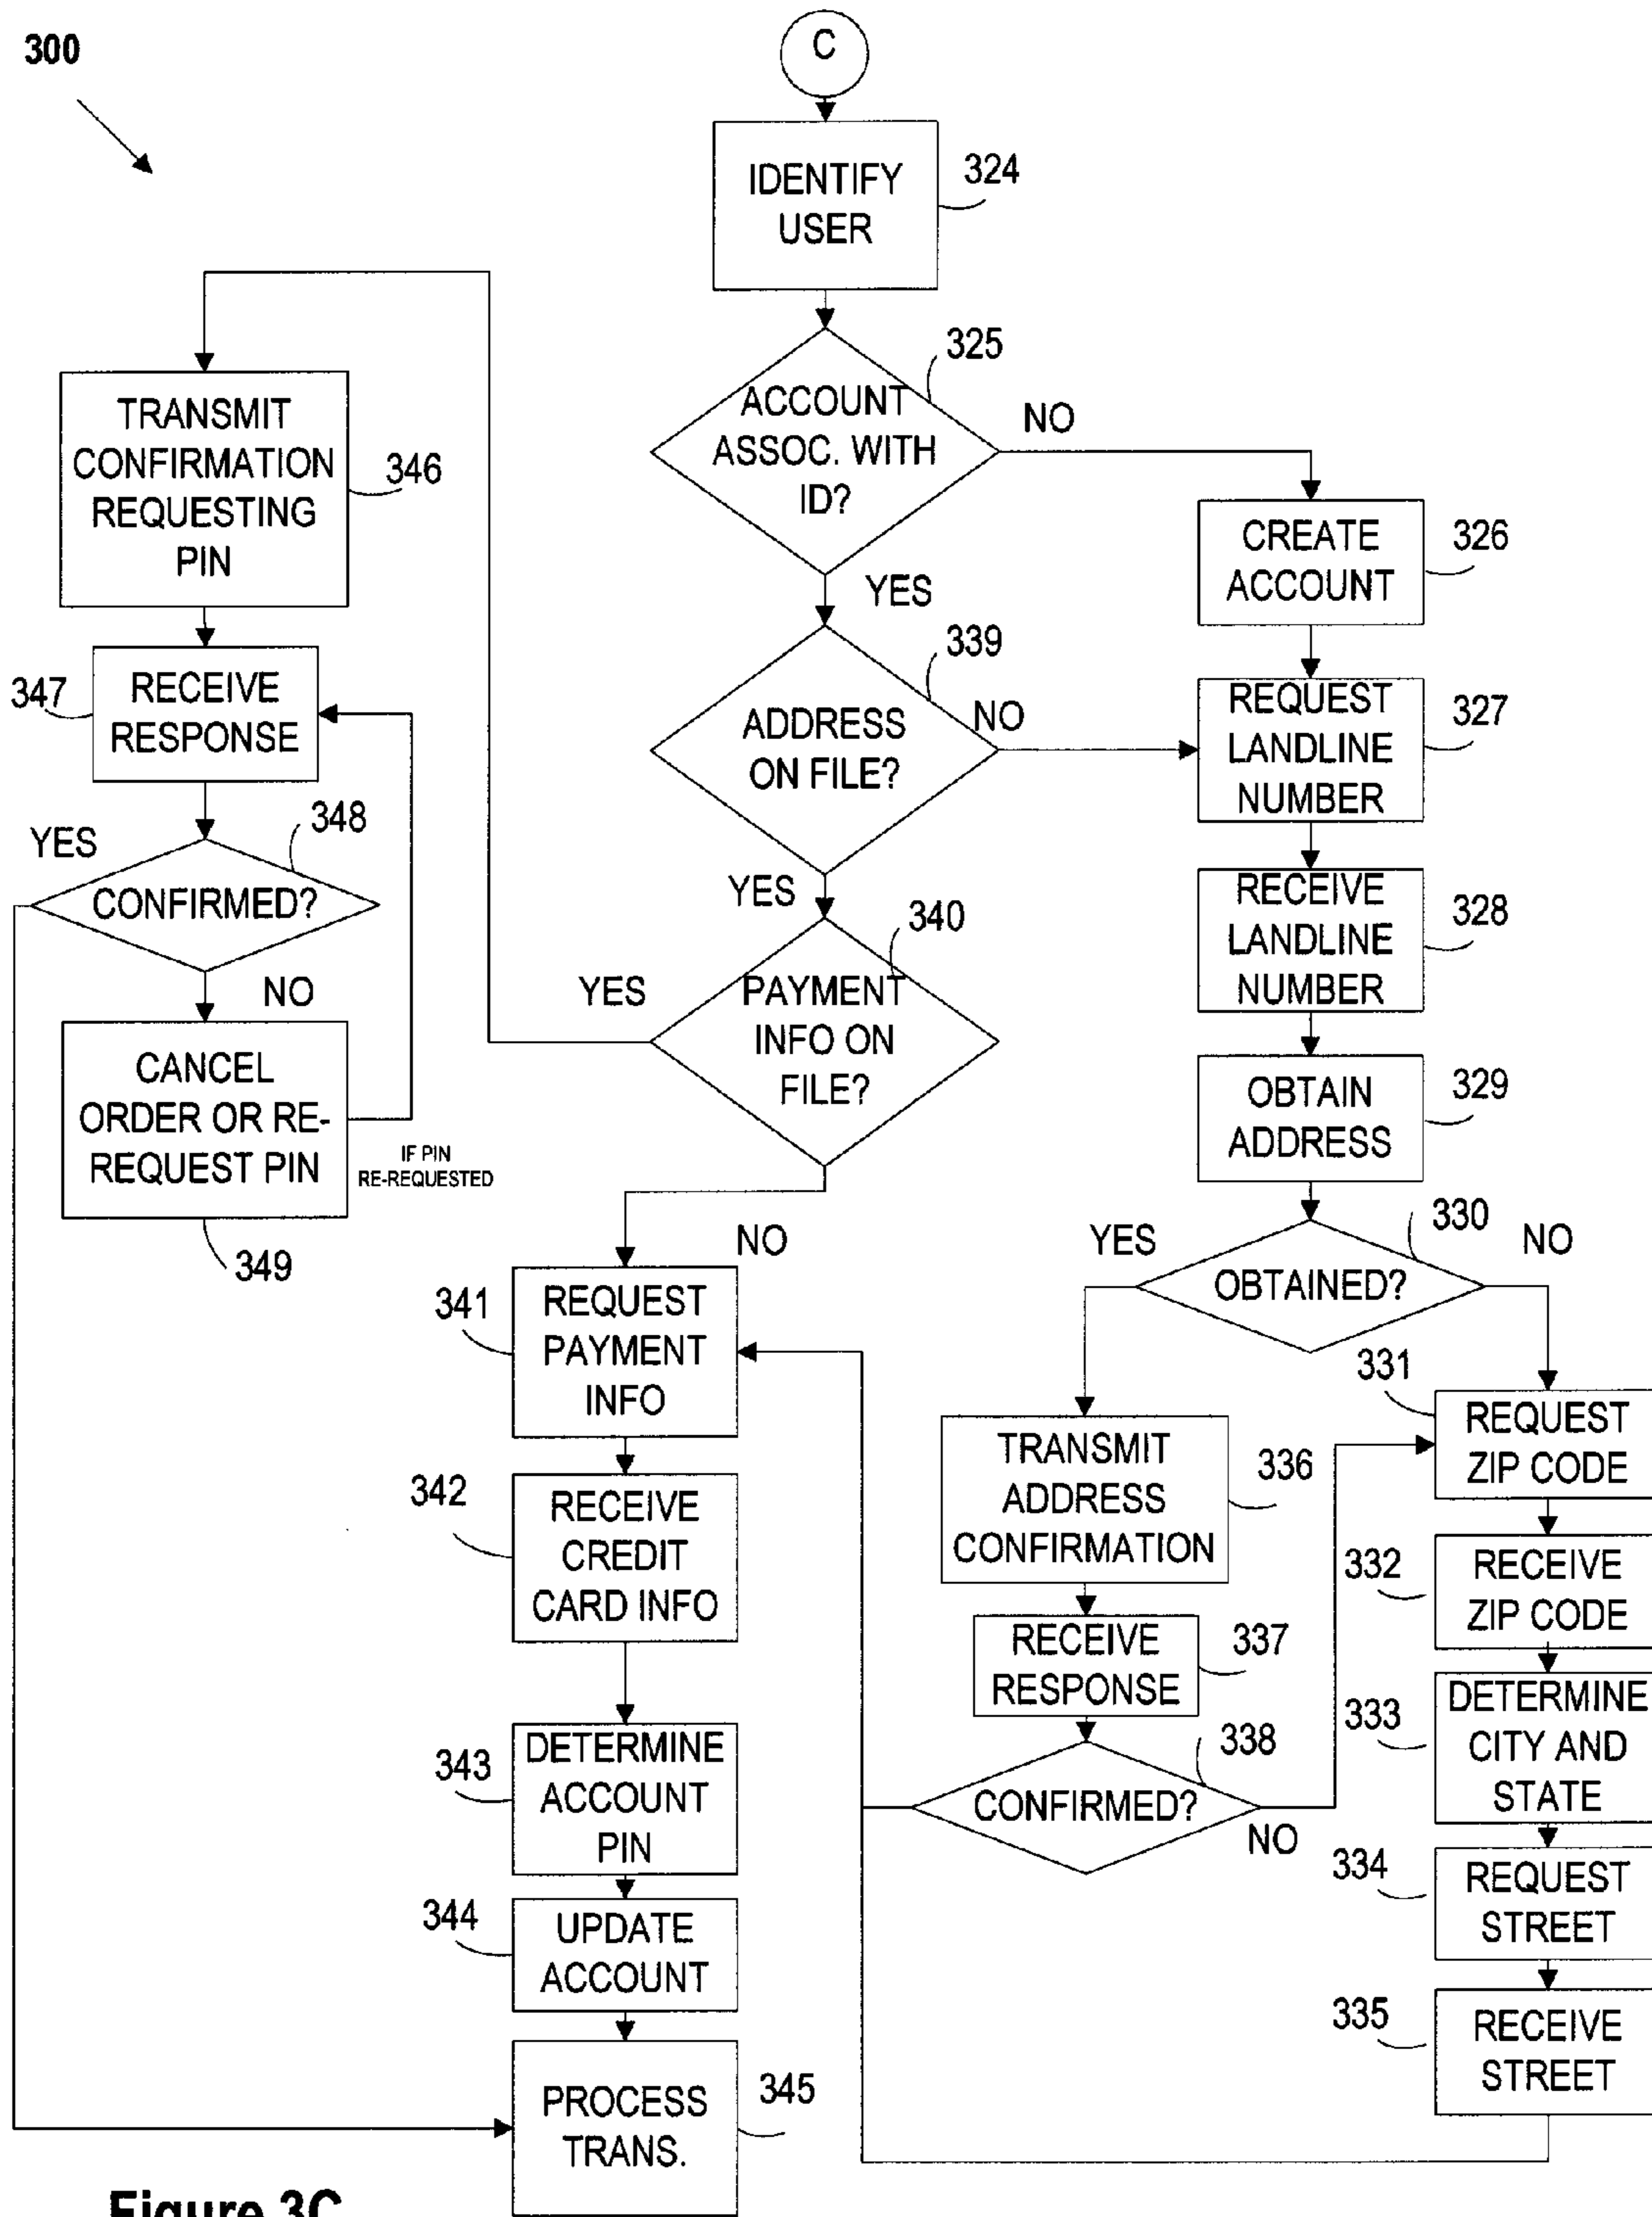 300
C
IDENTIFY
USER
324
325
ACCOUNT
ASSOC. WITH
ID?
NO
YES
CREATE
ACCOUNT
326
339
ADDRESS
ON FILE?
NO
YES
REQUEST
LANDLINE
NUMBER
327
RECEIVE
LANDLINE
NUMBER
328
OBTAIN
ADDRESS
329
330
OBTAINED?
YES
NO
340
PAYMENT
INFO ON
FILE?
YES
NO
TRANSMIT
CONFIRMATION
REQUESTING
PIN
346
347
RECEIVE
RESPONSE
348
YES
CONFIRMED?
NO
CANCEL
ORDER OR RE-
REQUEST PIN
IF PIN
RE-REQUESTED
349
341
REQUEST
PAYMENT
INFO
342
RECEIVE
CREDIT
CARD INFO
343
DETERMINE
ACCOUNT
PIN
344
UPDATE
ACCOUNT
PROCESS
TRANS.
345
TRANSMIT
ADDRESS
CONFIRMATION
336
RECEIVE
RESPONSE
337
338
CONFIRMED?
NO
331
REQUEST
ZIP CODE
332
RECEIVE
ZIP CODE
333
DETERMINE
CITY AND
STATE
334
REQUEST
STREET
335
RECEIVE
STREET
Figure 3C